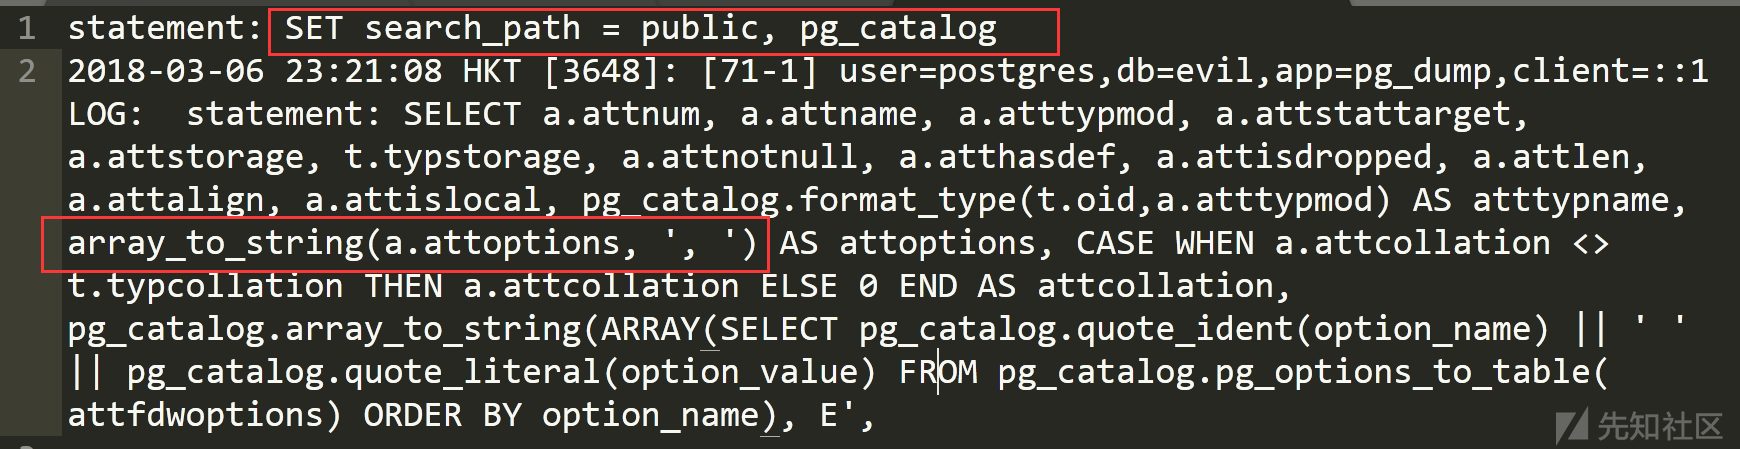 1 statement: SET search_path = public, pg_catalog
2 2018-03-06 23:21:08 HKT [3648]: [71-1] user=postgres,db=evil,app=pg_dump,client=::1
LOG:  statement: SELECT a.attnum, a.attname, a.atttypmod, a.attstattarget,
a.attstorage, t.typstorage, a.attnotnull, a.atthasdef, a.attisdropped, a.attlen,
a.attalign, a.attislocal, pg_catalog.format_type(t.oid,a.atttypmod) AS atttypname,
array_to_string(a.attoptions, ', ') AS attoptions, CASE WHEN a.attcollation <>
t.typcollation THEN a.attcollation ELSE 0 END AS attcollation,
pg_catalog.array_to_string(ARRAY(SELECT pg_catalog.quote_ident(option_name) || ' '
|| pg_catalog.quote_literal(option_value) FROM pg_catalog.pg_options_to_table(
attfdwoptions) ORDER BY option_name), E',
先知社区